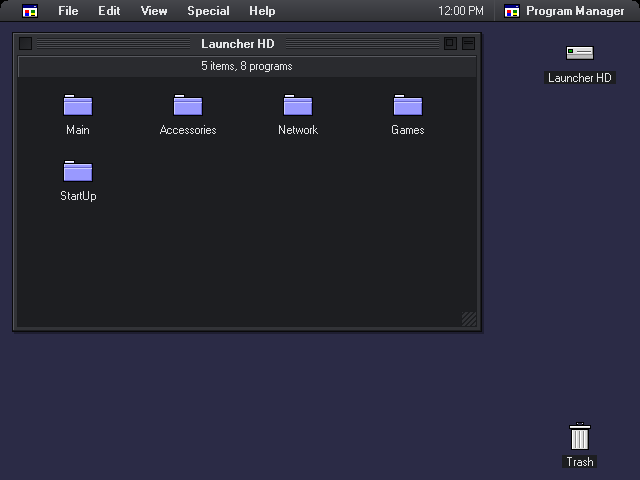 File Edit View Special Help 12:00 PM Program Manager
Launcher HD
5 items, 8 programs
Main Accessories Network Games
StartUp
Launcher HD
Trash